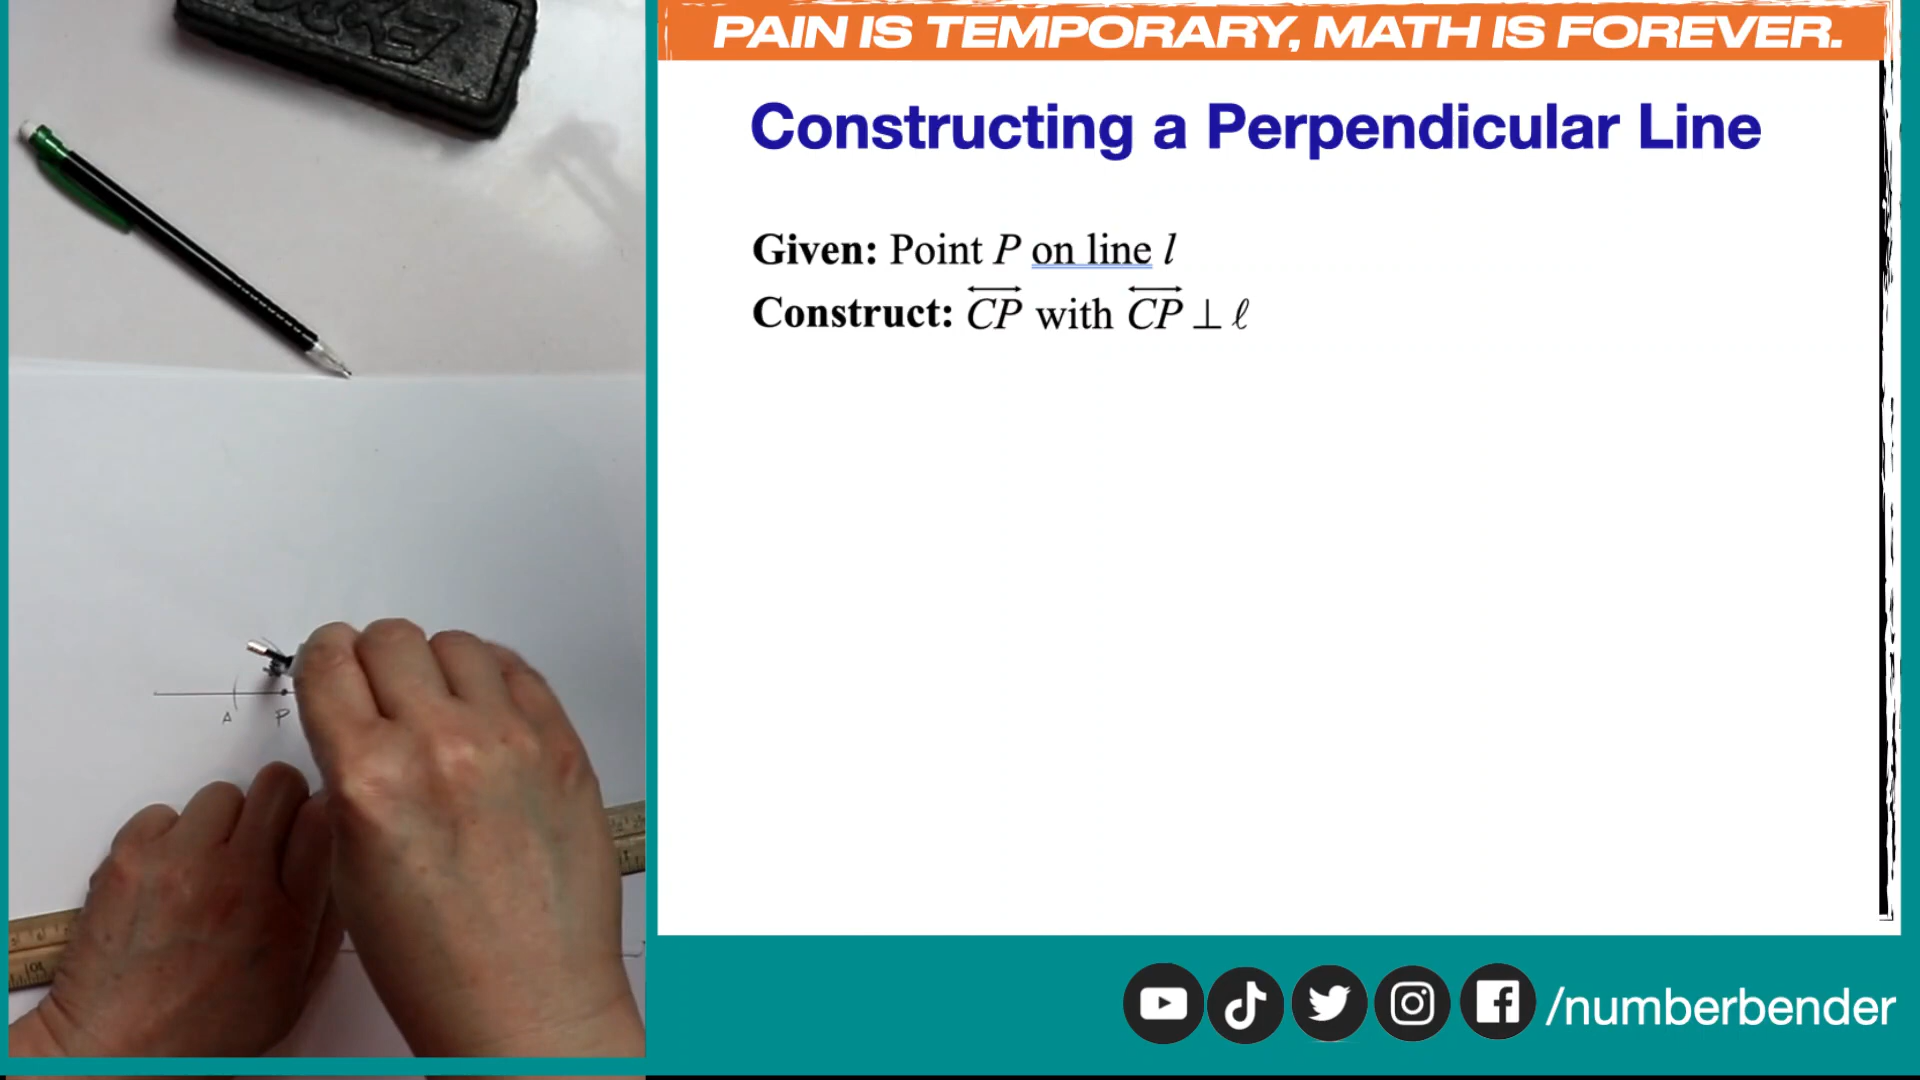 PAIN IS TEMPORARY, MATH IS FOREVER.
Constructing a Perpendicular Line
Given: Point P on line l
Construct: CP with CP ⊥ ℓ
A P
/numberbender